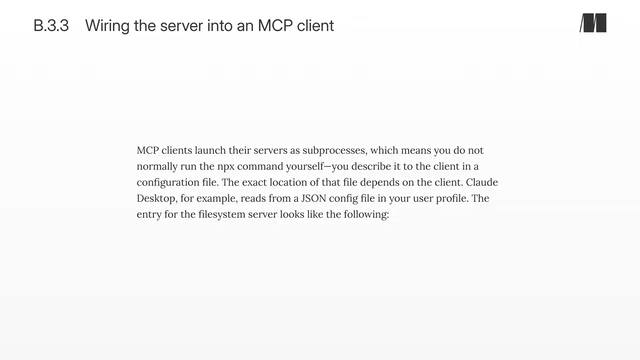 B.3.3 Wiring the server into an MCP client
MCP clients launch their servers as subprocesses, which means you do not
normally run the npx command yourself—you describe it to the client in a
configuration file. The exact location of that file depends on the client. Claude
Desktop, for example, reads from a JSON config file in your user profile. The
entry for the filesystem server looks like the following: